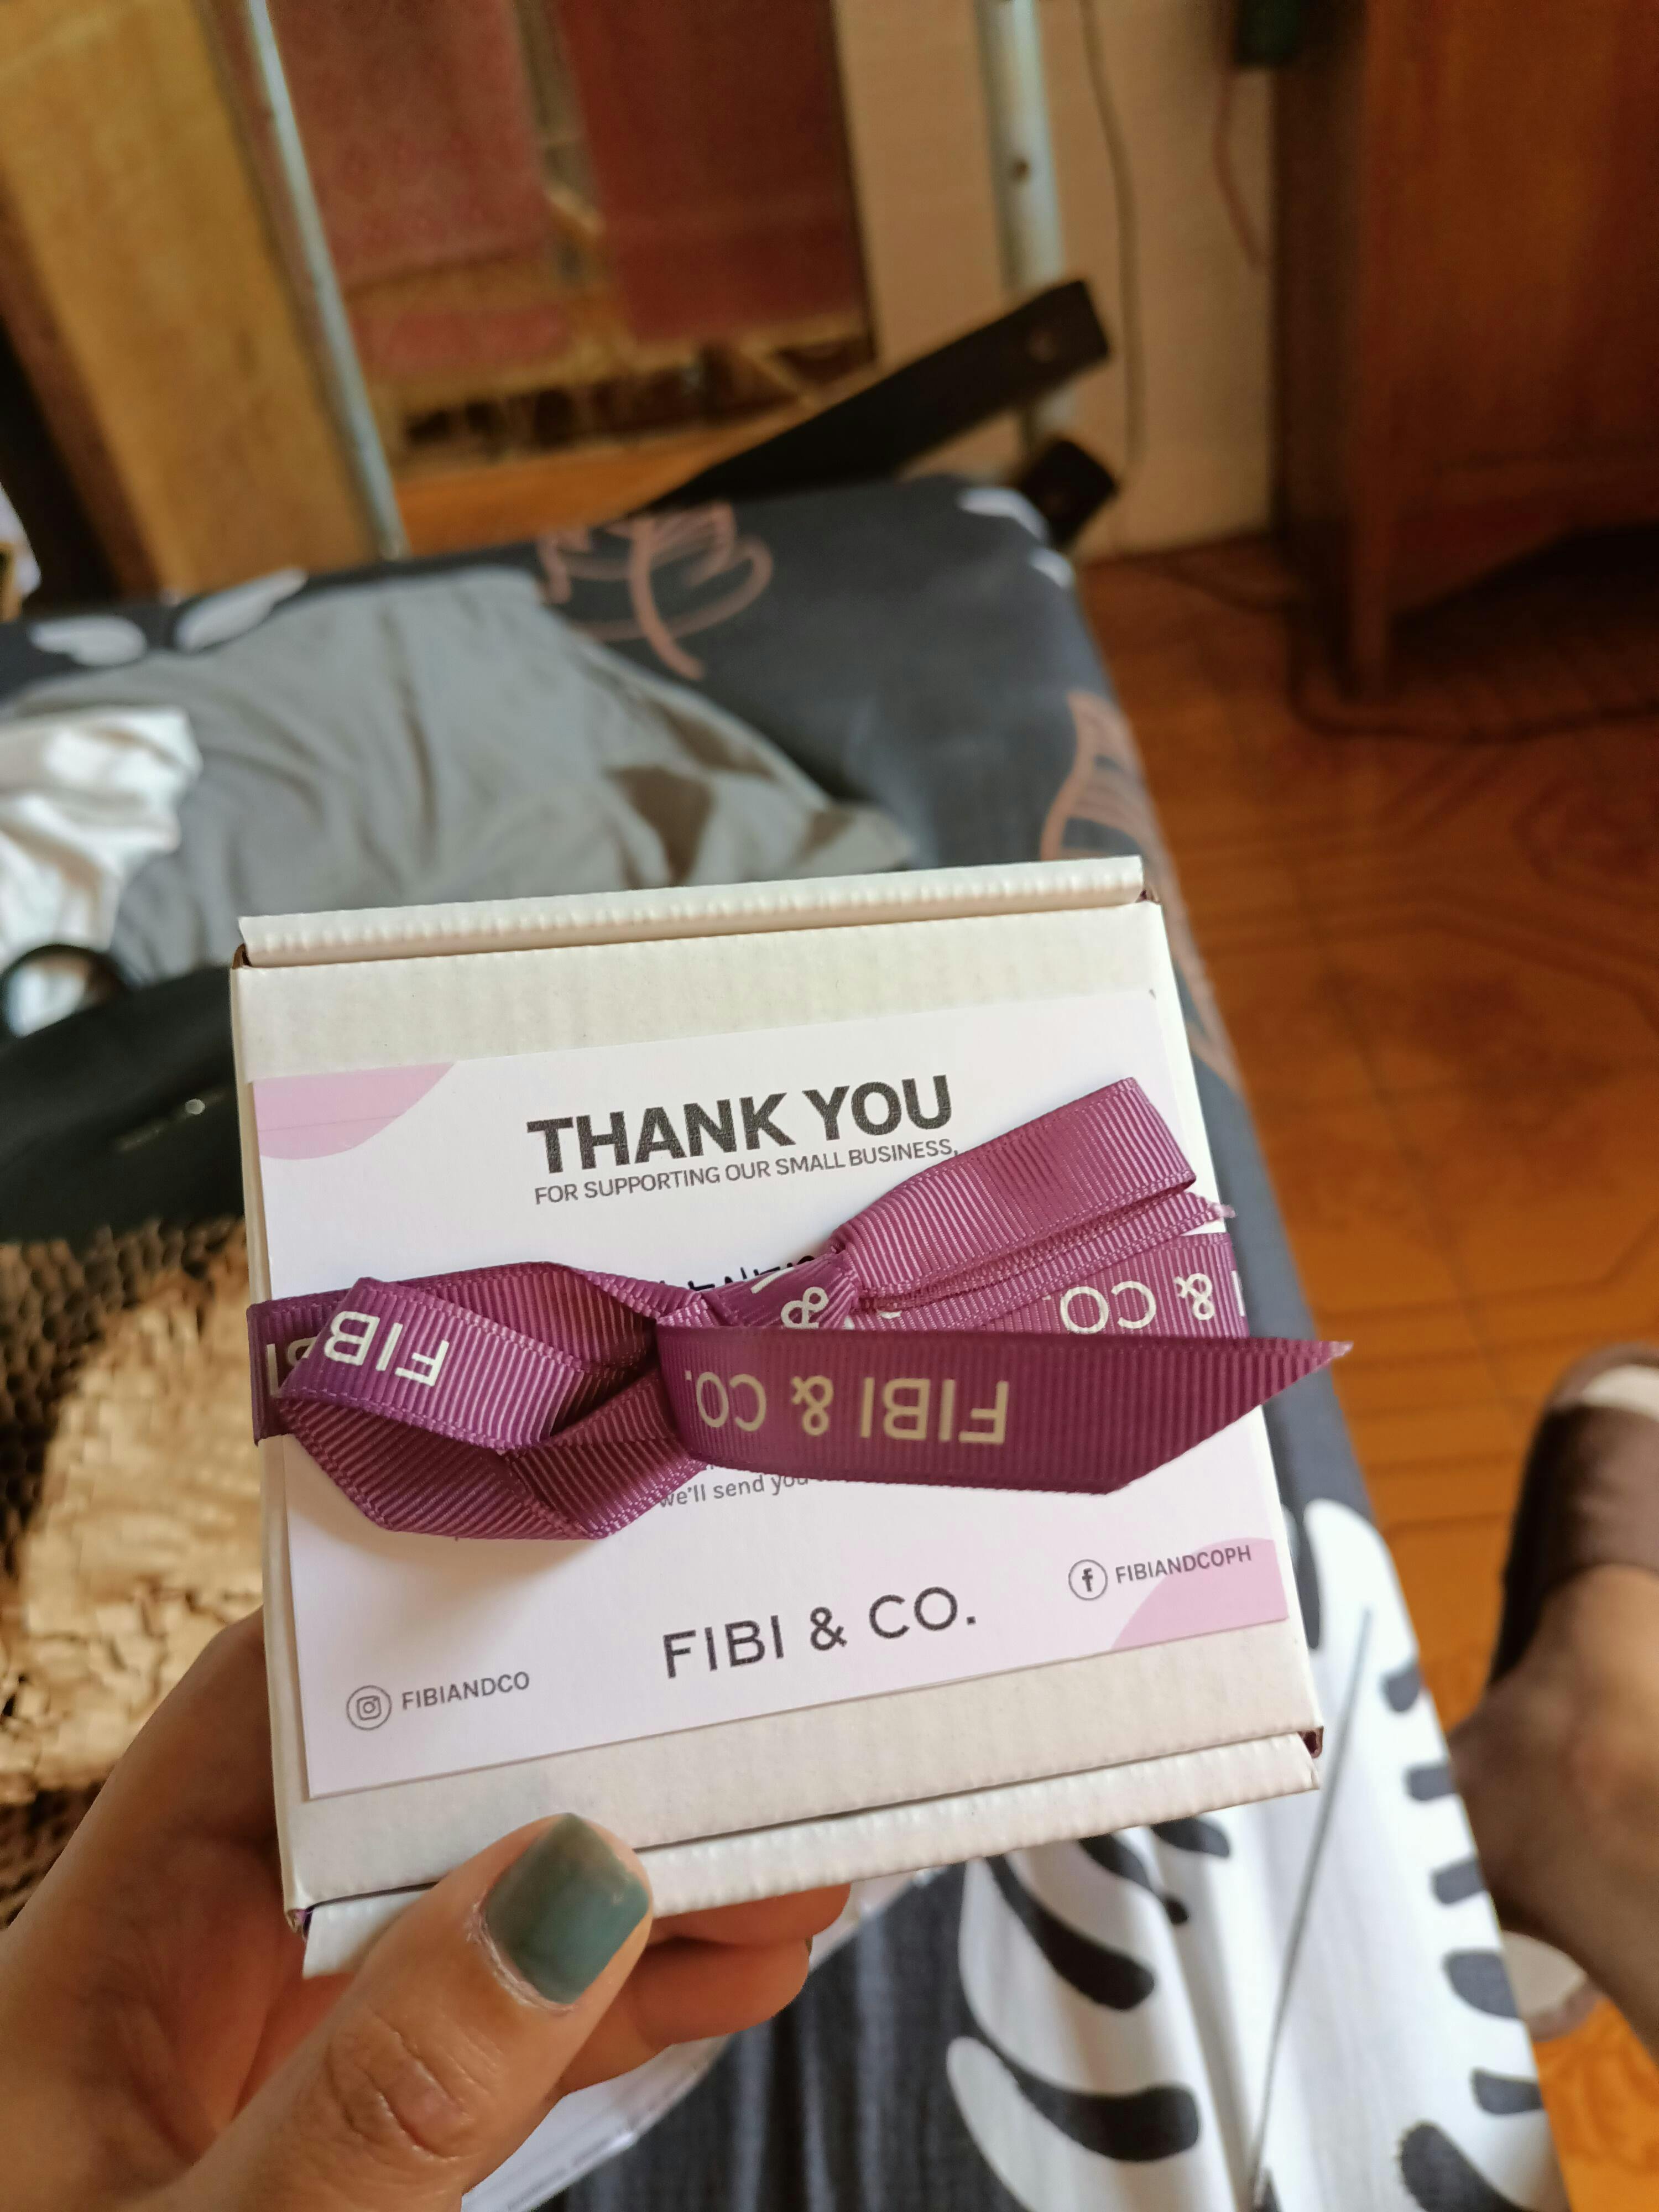 THANK YOU
FOR SUPPORTING OUR SMALL BUSINESS,
FIBI
& CO.
FIBI & CO.
we'll send you
FIBIANDCOPH
FIBI & CO.
FIBIANDCO